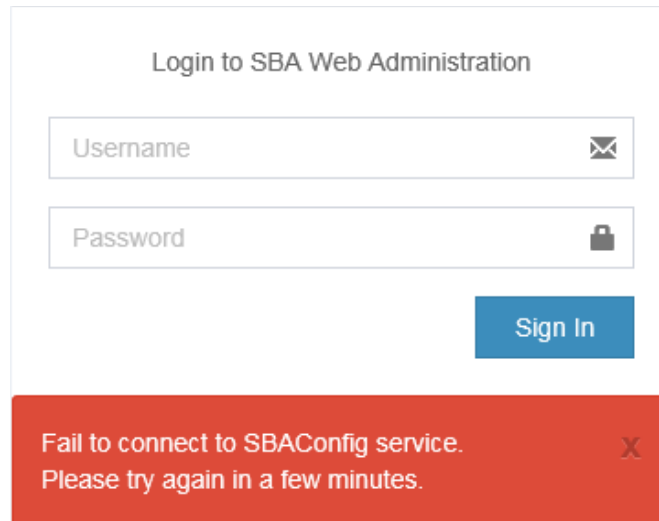 Login to SBA Web Administration
Username
Password
Sign In
Fail to connect to SBAConfig service.
x
Please try again in a few minutes.